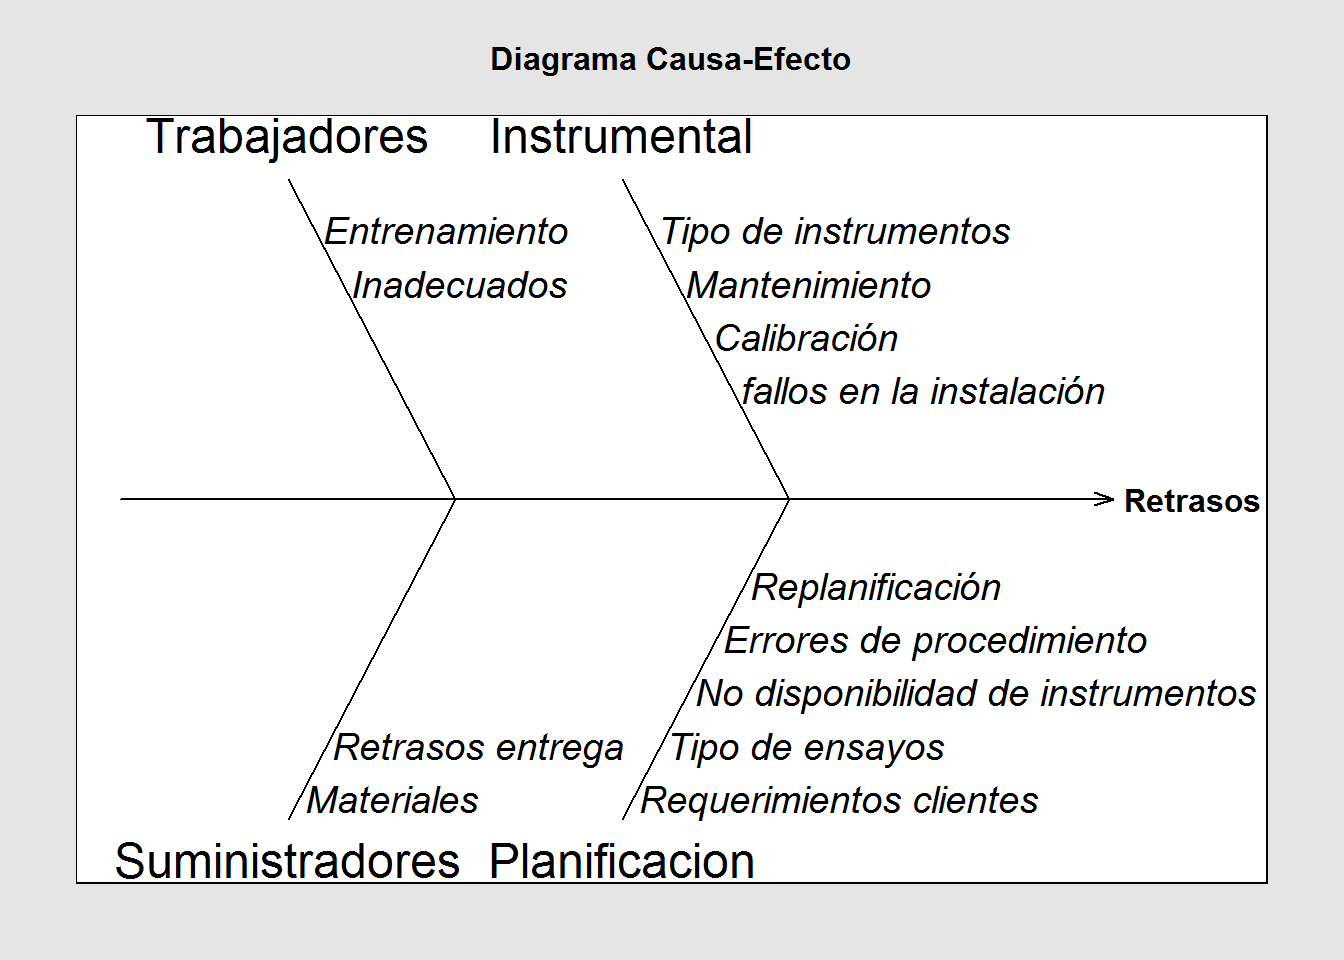 Diagrama Causa-Efecto
Trabajadores
Instrumental
Entrenamiento
Inadecuados
Tipo de instrumentos
Mantenimiento
Calibración
fallos en la instalación
Retrasos
Replanificación
Errores de procedimiento
No disponibilidad de instrumentos
Tipo de ensayos
Requerimientos clientes
Retrasos entrega
Materiales
Suministradores
Planificacion